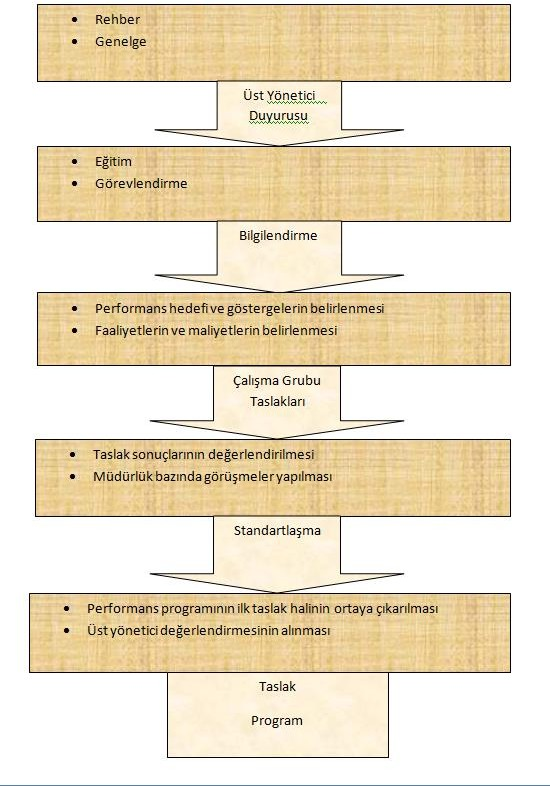 • Rehber
• Genelge
Üst Yönetici
Duyurusu
• Eğitim
• Görevlendirme
Bilgilendirme
• Performans hedefi ve göstergelerin belirlenmesi
• Faaliyetlerin ve maliyetlerin belirlenmesi
Çalışma Grubu
Taslakları
• Taslak sonuçlarının değerlendirilmesi
• Müdürlük bazında görüşmeler yapılması
Standartlaşma
• Performans programının ilk taslak halinin ortaya çıkarılması
• Üst yönetici değerlendirmesinin alınması
Taslak
Program